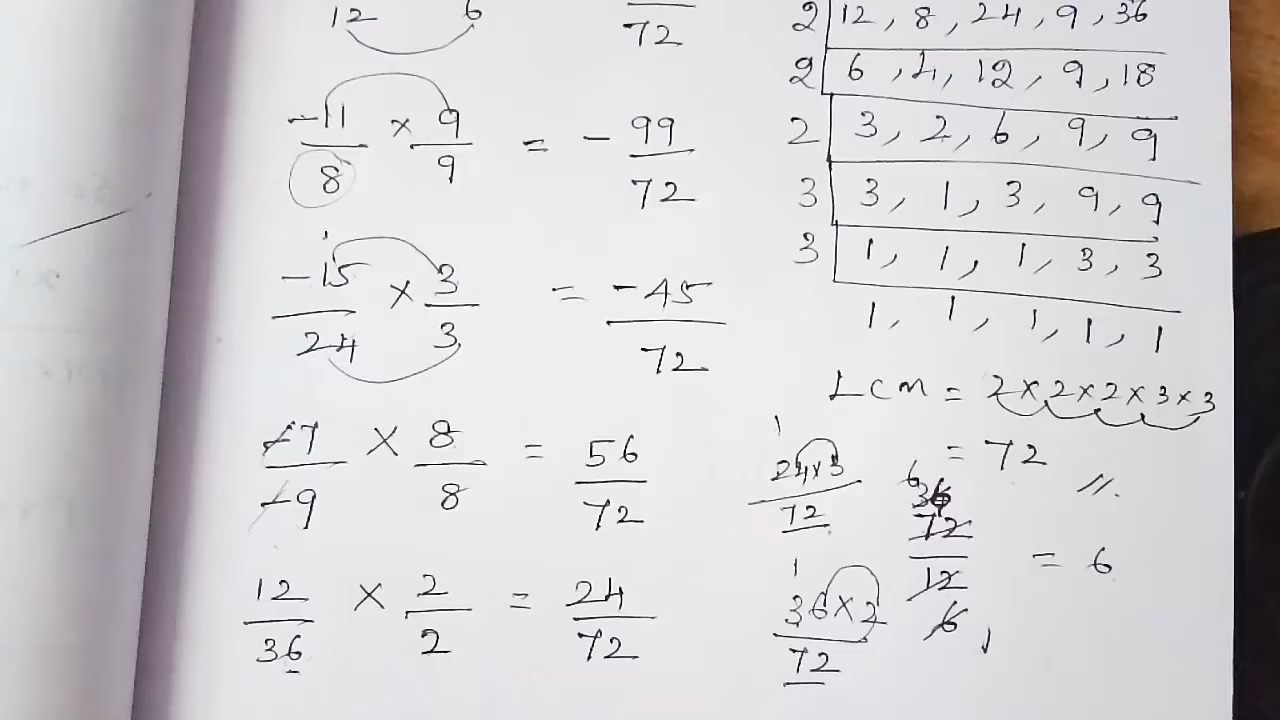 12 6 72
-11/8 × 9/9 = -99/72
-15/24 × 3/3 = -45/72
-7/-9 × 8/8 = 56/72
12/36 × 2/2 = 24/72
2 | 12, 8, 24, 9, 36
2 | 6, 4, 12, 9, 18
2 | 3, 2, 6, 9, 9
3 | 3, 1, 3, 9, 9
3 | 1, 1, 1, 3, 3
1, 1, 1, 1, 1
LCM = 2×2×2×3×3
= 72 //.
1
24×3
72
6
36
72
12
6
= 6
1
36×2
72